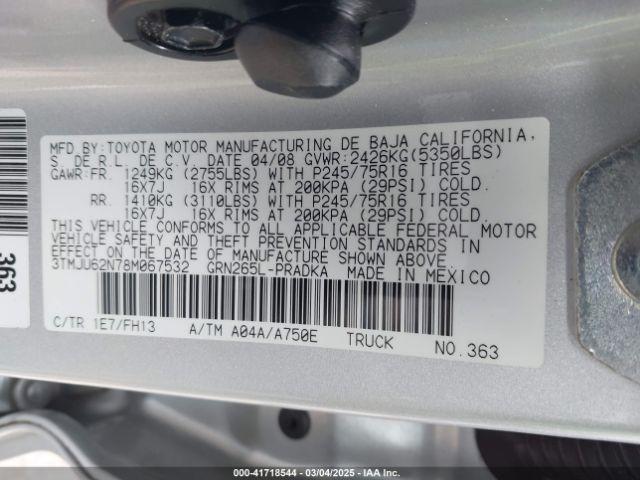 MFD.BY:TOYOTA MOTOR MANUFACTURING DE BAJA CALIFORNIA,
S. DE R.L. DE C.V. DATE 04/08 GVWR:2426KG(5350LBS)
GAWR:FR. 1249KG (2755LBS) WITH P245/75R16 TIRES
16X7J 16X RIMS AT 200KPA (29PSI) COLD.
RR. 1410KG (3110LBS) WITH P245/75R16 TIRES
16X7J 16X RIMS AT 200KPA (29PSI) COLD.
THIS VEHICLE CONFORMS TO ALL APPLICABLE FEDERAL MOTOR
VEHICLE SAFETY AND THEFT PREVENTION STANDARDS IN
EFFECT ON THE DATE OF MANUFACTURE SHOWN ABOVE.
3TMJU62N78M067532 GRN265L-PRADKA MADE IN MEXICO
C/TR 1E7/FH13 A/TM A04A/A750E TRUCK NO.363
363
000-41718544 — 03/04/2025 — IAA Inc.